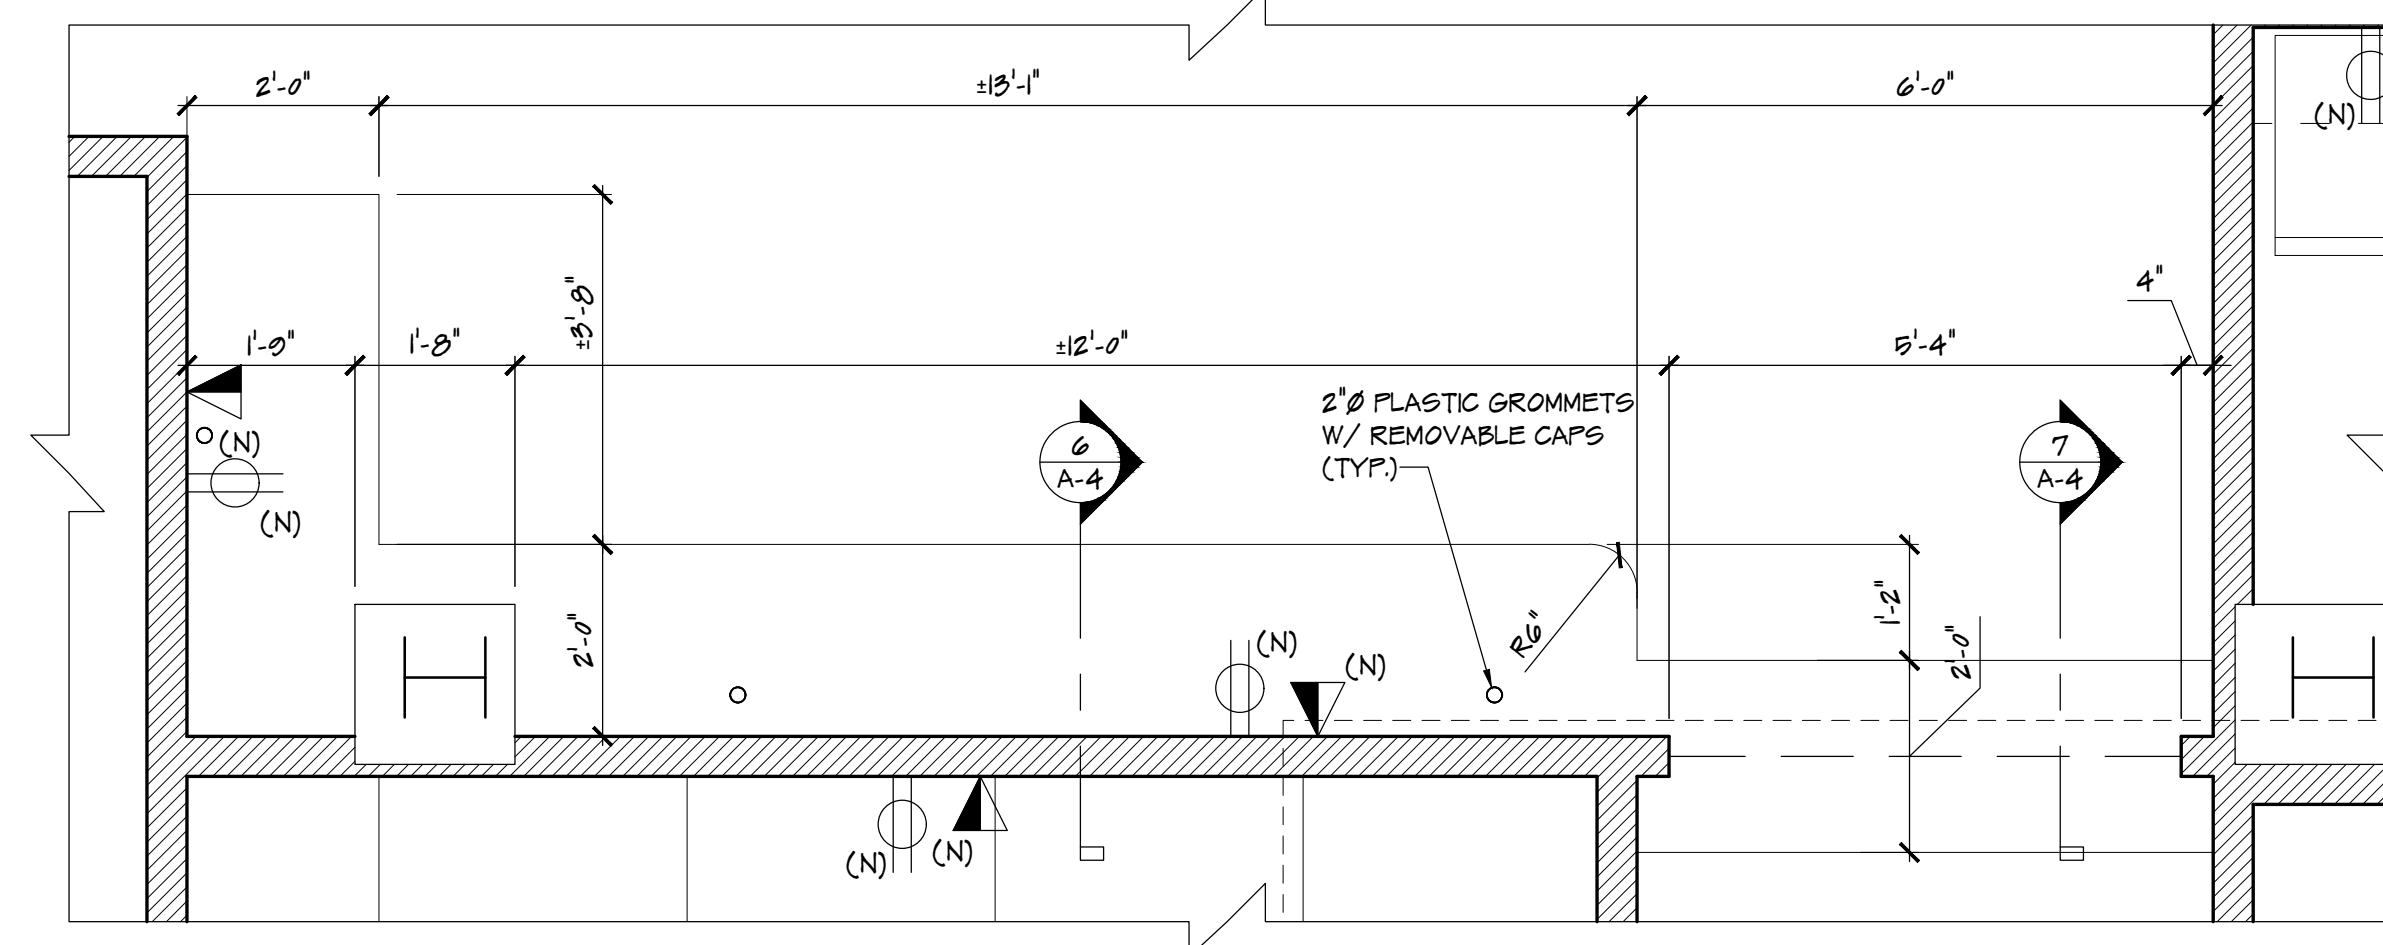 2'-0"
±13'-1"
6'-0"
(N)
4"
±3'-8"
1'-9"
1'-8"
±12'-0"
5'-4"
2"Ø PLASTIC GROMMETS
W/ REMOVABLE CAPS
(TYP.)
(N)
6
A-4
7
A-4
(N)
2'-0"
R6"
1'-2"
2'-0"
(N)
(N)
(N)
(N)